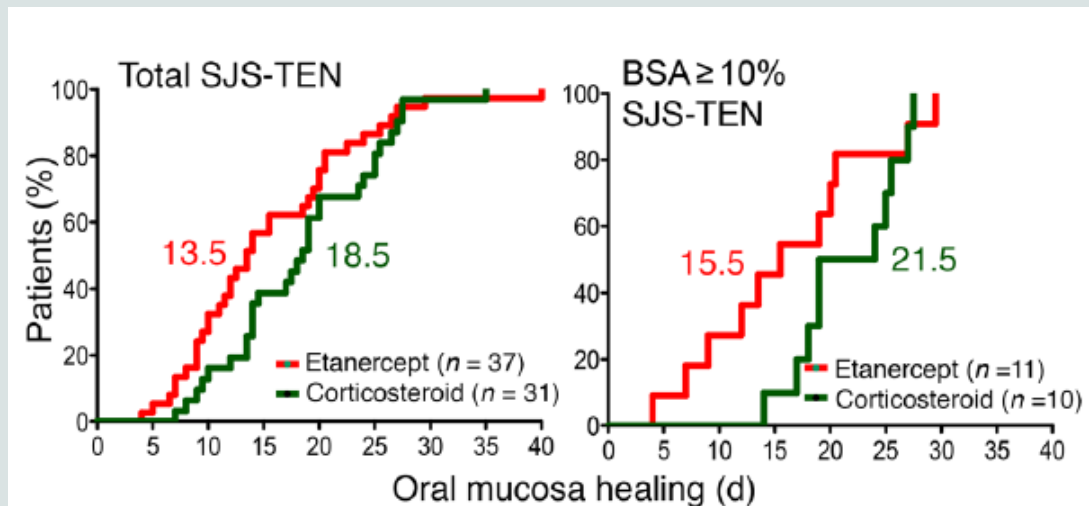 Total SJS-TEN
Patients (%)
100
80
60
40
20
0
13.5
18.5
Etanercept (n = 37)
Corticosteroid (n = 31)
0 5 10 15 20 25 30 35 40
BSA ≥ 10%
SJS-TEN
100
80
60
40
20
0
15.5
21.5
Etanercept (n =11)
Corticosteroid (n =10)
0 5 10 15 20 25 30 35 40
Oral mucosa healing (d)